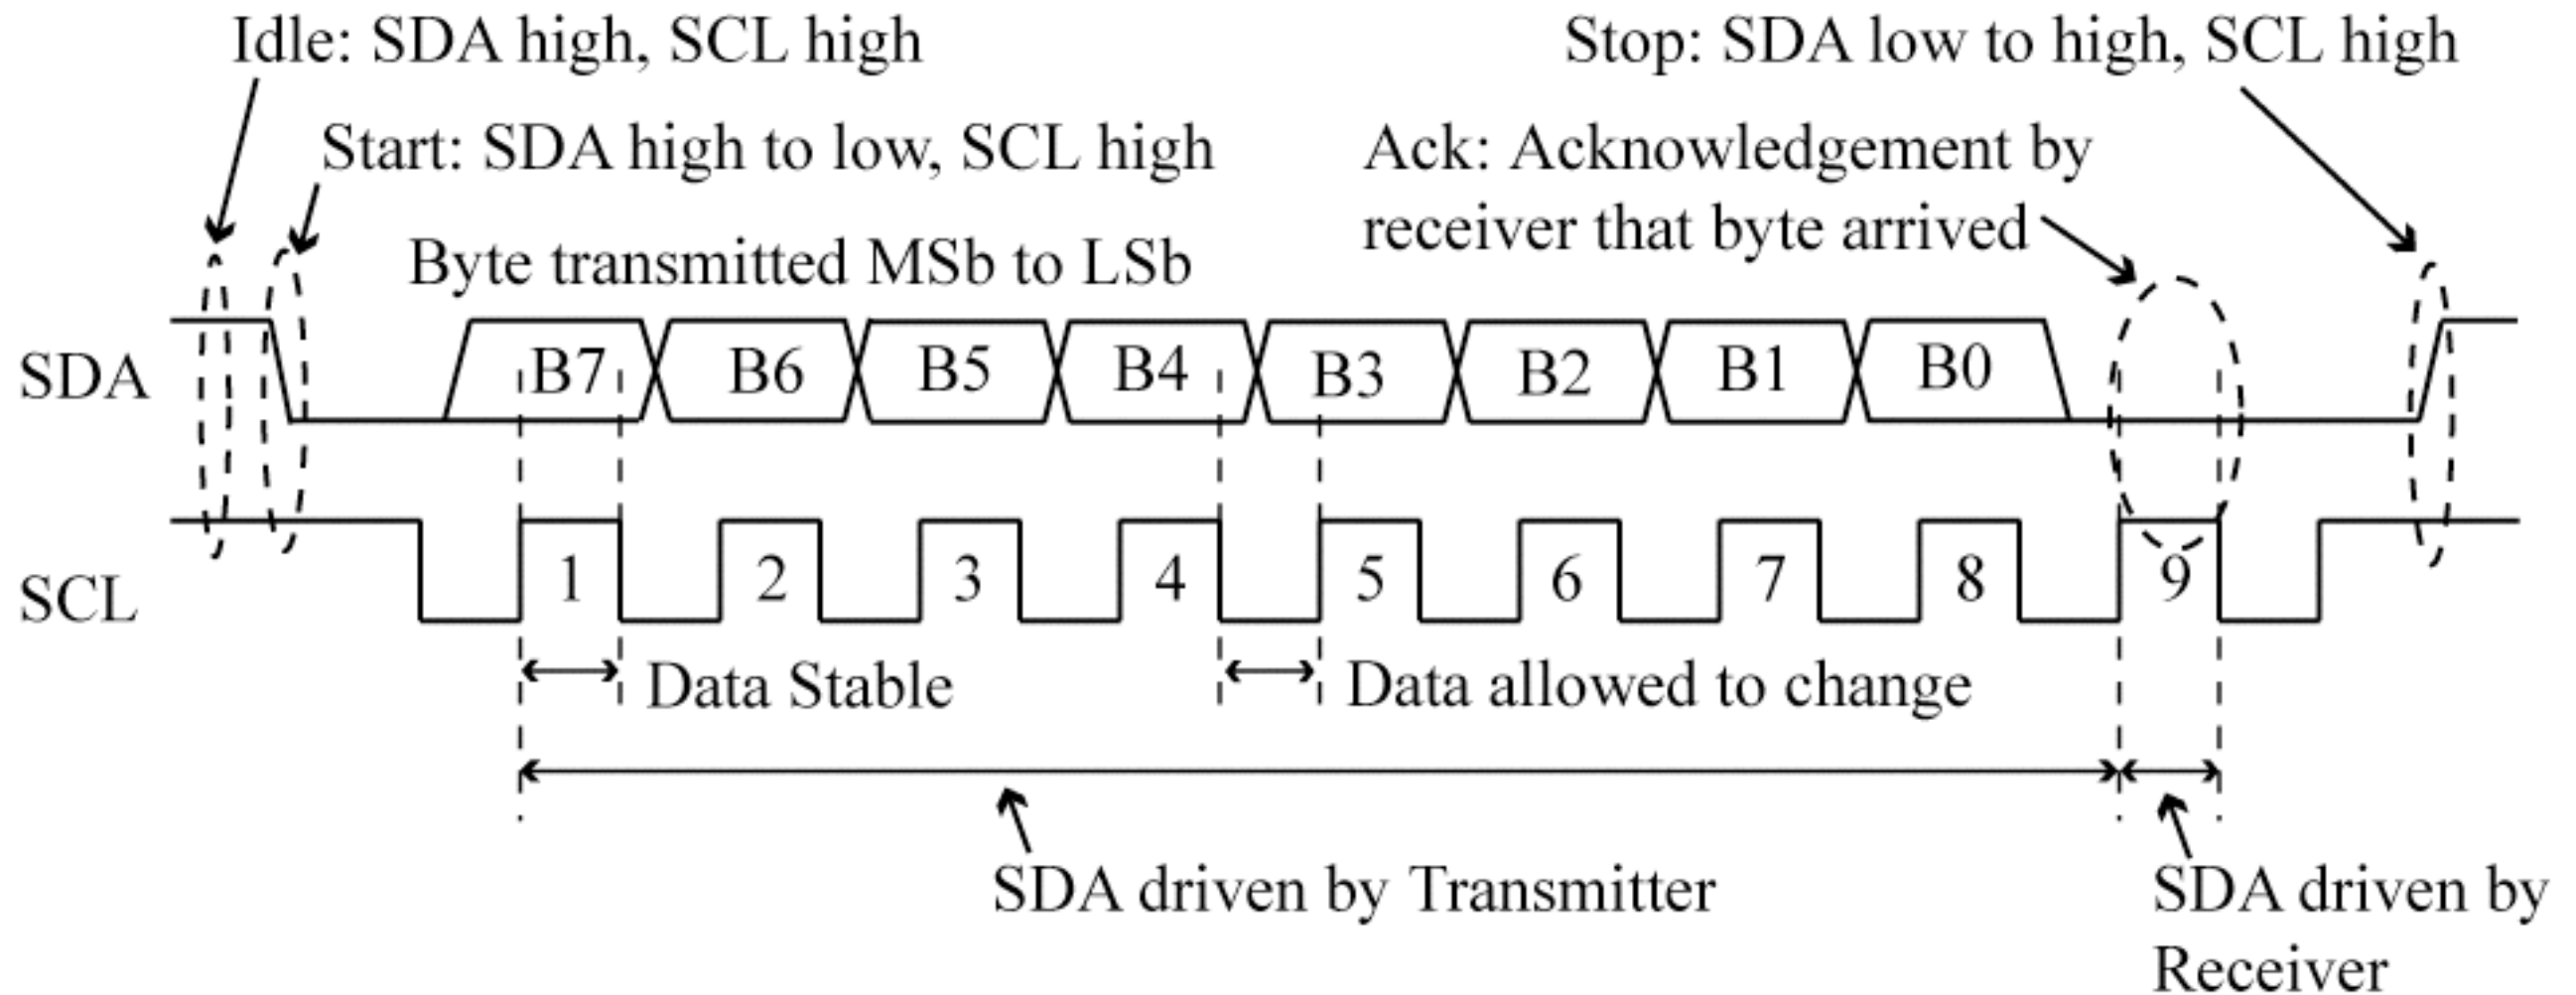 Idle: SDA high, SCL high
Stop: SDA low to high, SCL high
Start: SDA high to low, SCL high
Ack: Acknowledgement by
receiver that byte arrived
Byte transmitted MSb to LSb
SDA
B7
B6
B5
B4
B3
B2
B1
B0
SCL
1
2
3
4
5
6
7
8
9
Data Stable
Data allowed to change
SDA driven by Transmitter
SDA driven by
Receiver